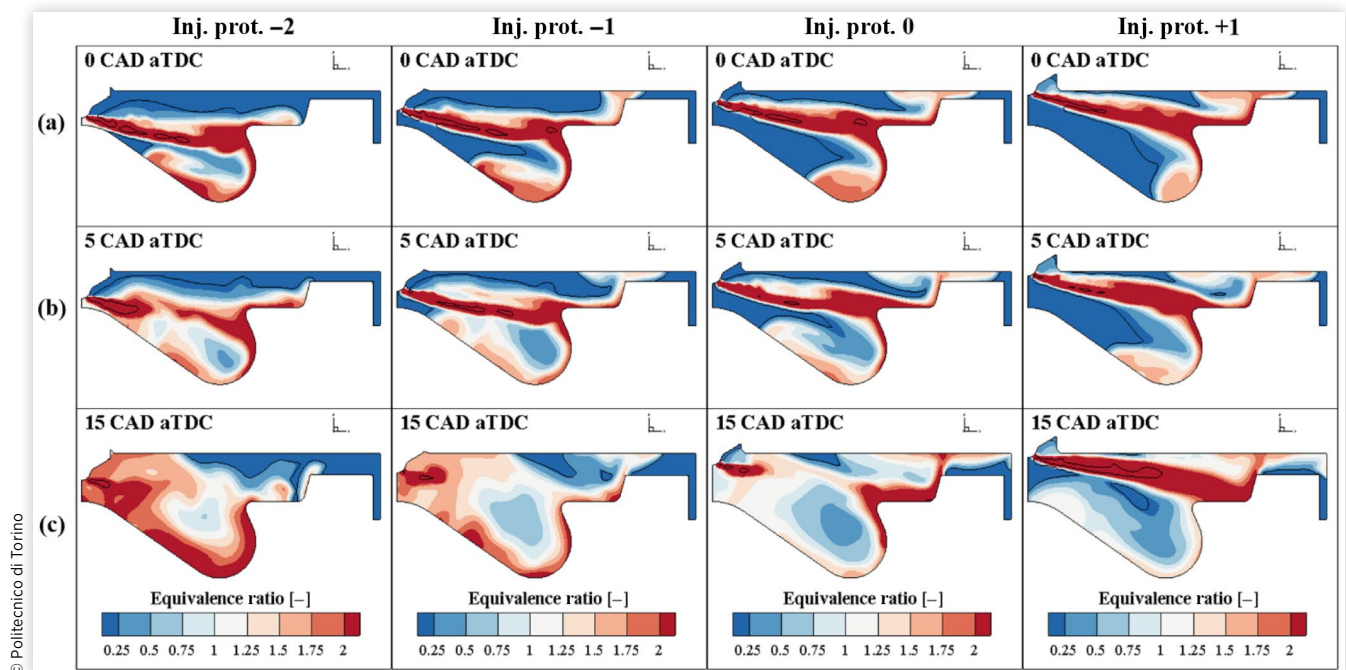 Inj. prot. –2 Inj. prot. –1 Inj. prot. 0 Inj. prot. +1
(a)
0 CAD aTDC 0 CAD aTDC 0 CAD aTDC 0 CAD aTDC
(b)
5 CAD aTDC 5 CAD aTDC 5 CAD aTDC 5 CAD aTDC
(c)
15 CAD aTDC 15 CAD aTDC 15 CAD aTDC 15 CAD aTDC
Equivalence ratio [–] Equivalence ratio [–] Equivalence ratio [–] Equivalence ratio [–]
0.25 0.5 0.75 1 1.25 1.5 1.75 2 0.25 0.5 0.75 1 1.25 1.5 1.75 2 0.25 0.5 0.75 1 1.25 1.5 1.75 2 0.25 0.5 0.75 1 1.25 1.5 1.75 2
© Politecnico di Torino